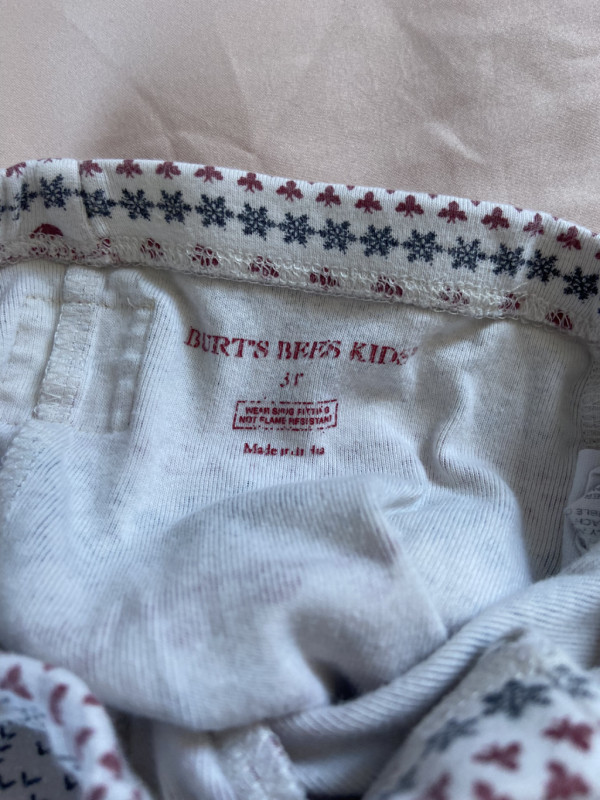 BURT'S BEES KIDS
3T
WEAR SNUG FITTING
NOT FLAME RESISTANT
Made in India